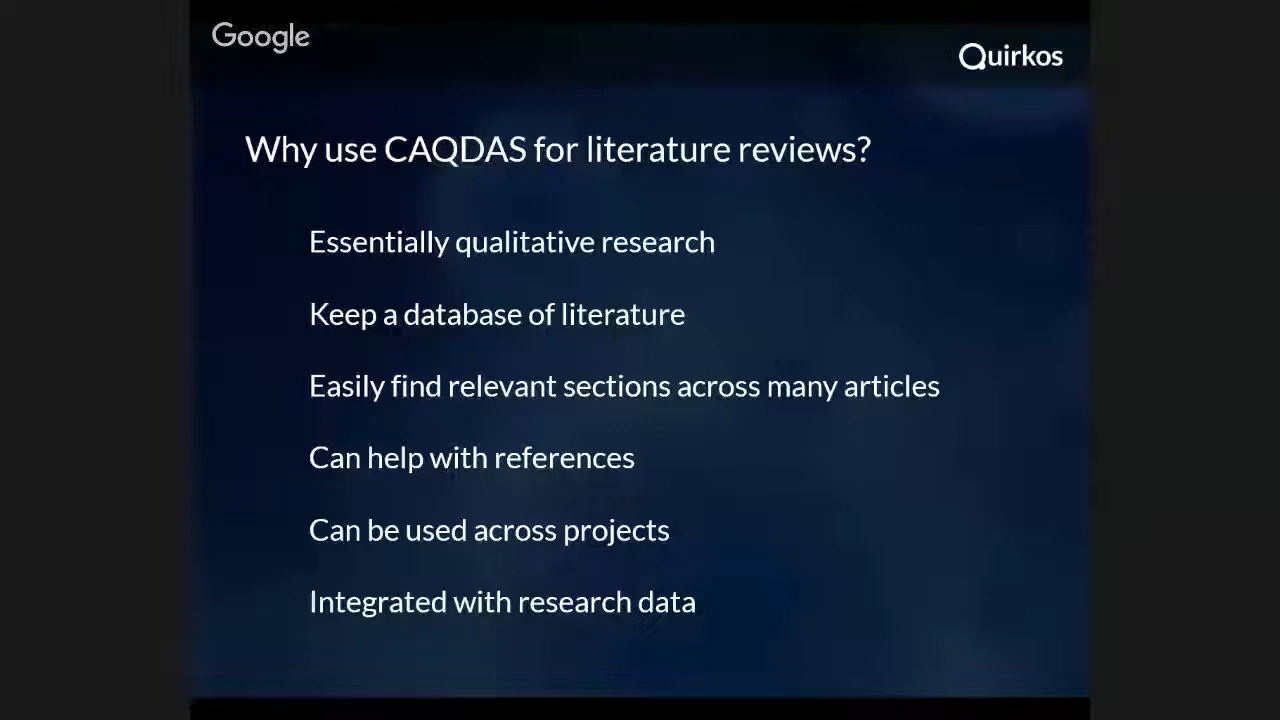 Google
Quirkos
Why use CAQDAS for literature reviews?
Essentially qualitative research
Keep a database of literature
Easily find relevant sections across many articles
Can help with references
Can be used across projects
Integrated with research data